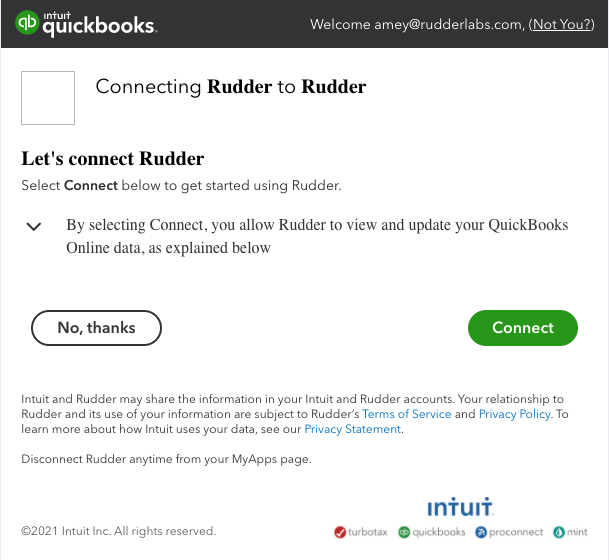 intuit
quickbooks.
Welcome amey@rudderlabs.com, (Not You?)
Connecting Rudder to Rudder
Let's connect Rudder
Select Connect below to get started using Rudder.
By selecting Connect, you allow Rudder to view and update your QuickBooks
Online data, as explained below
No, thanks
Connect
Intuit and Rudder may share the information in your Intuit and Rudder accounts. Your relationship to
Rudder and its use of your information are subject to Rudder's Terms of Service and Privacy Policy. To
learn more about how Intuit uses your data, see our Privacy Statement.
Disconnect Rudder anytime from your MyApps page.
intuit
©2021 Intuit Inc. All rights reserved.
turbotax quickbooks proconnect mint